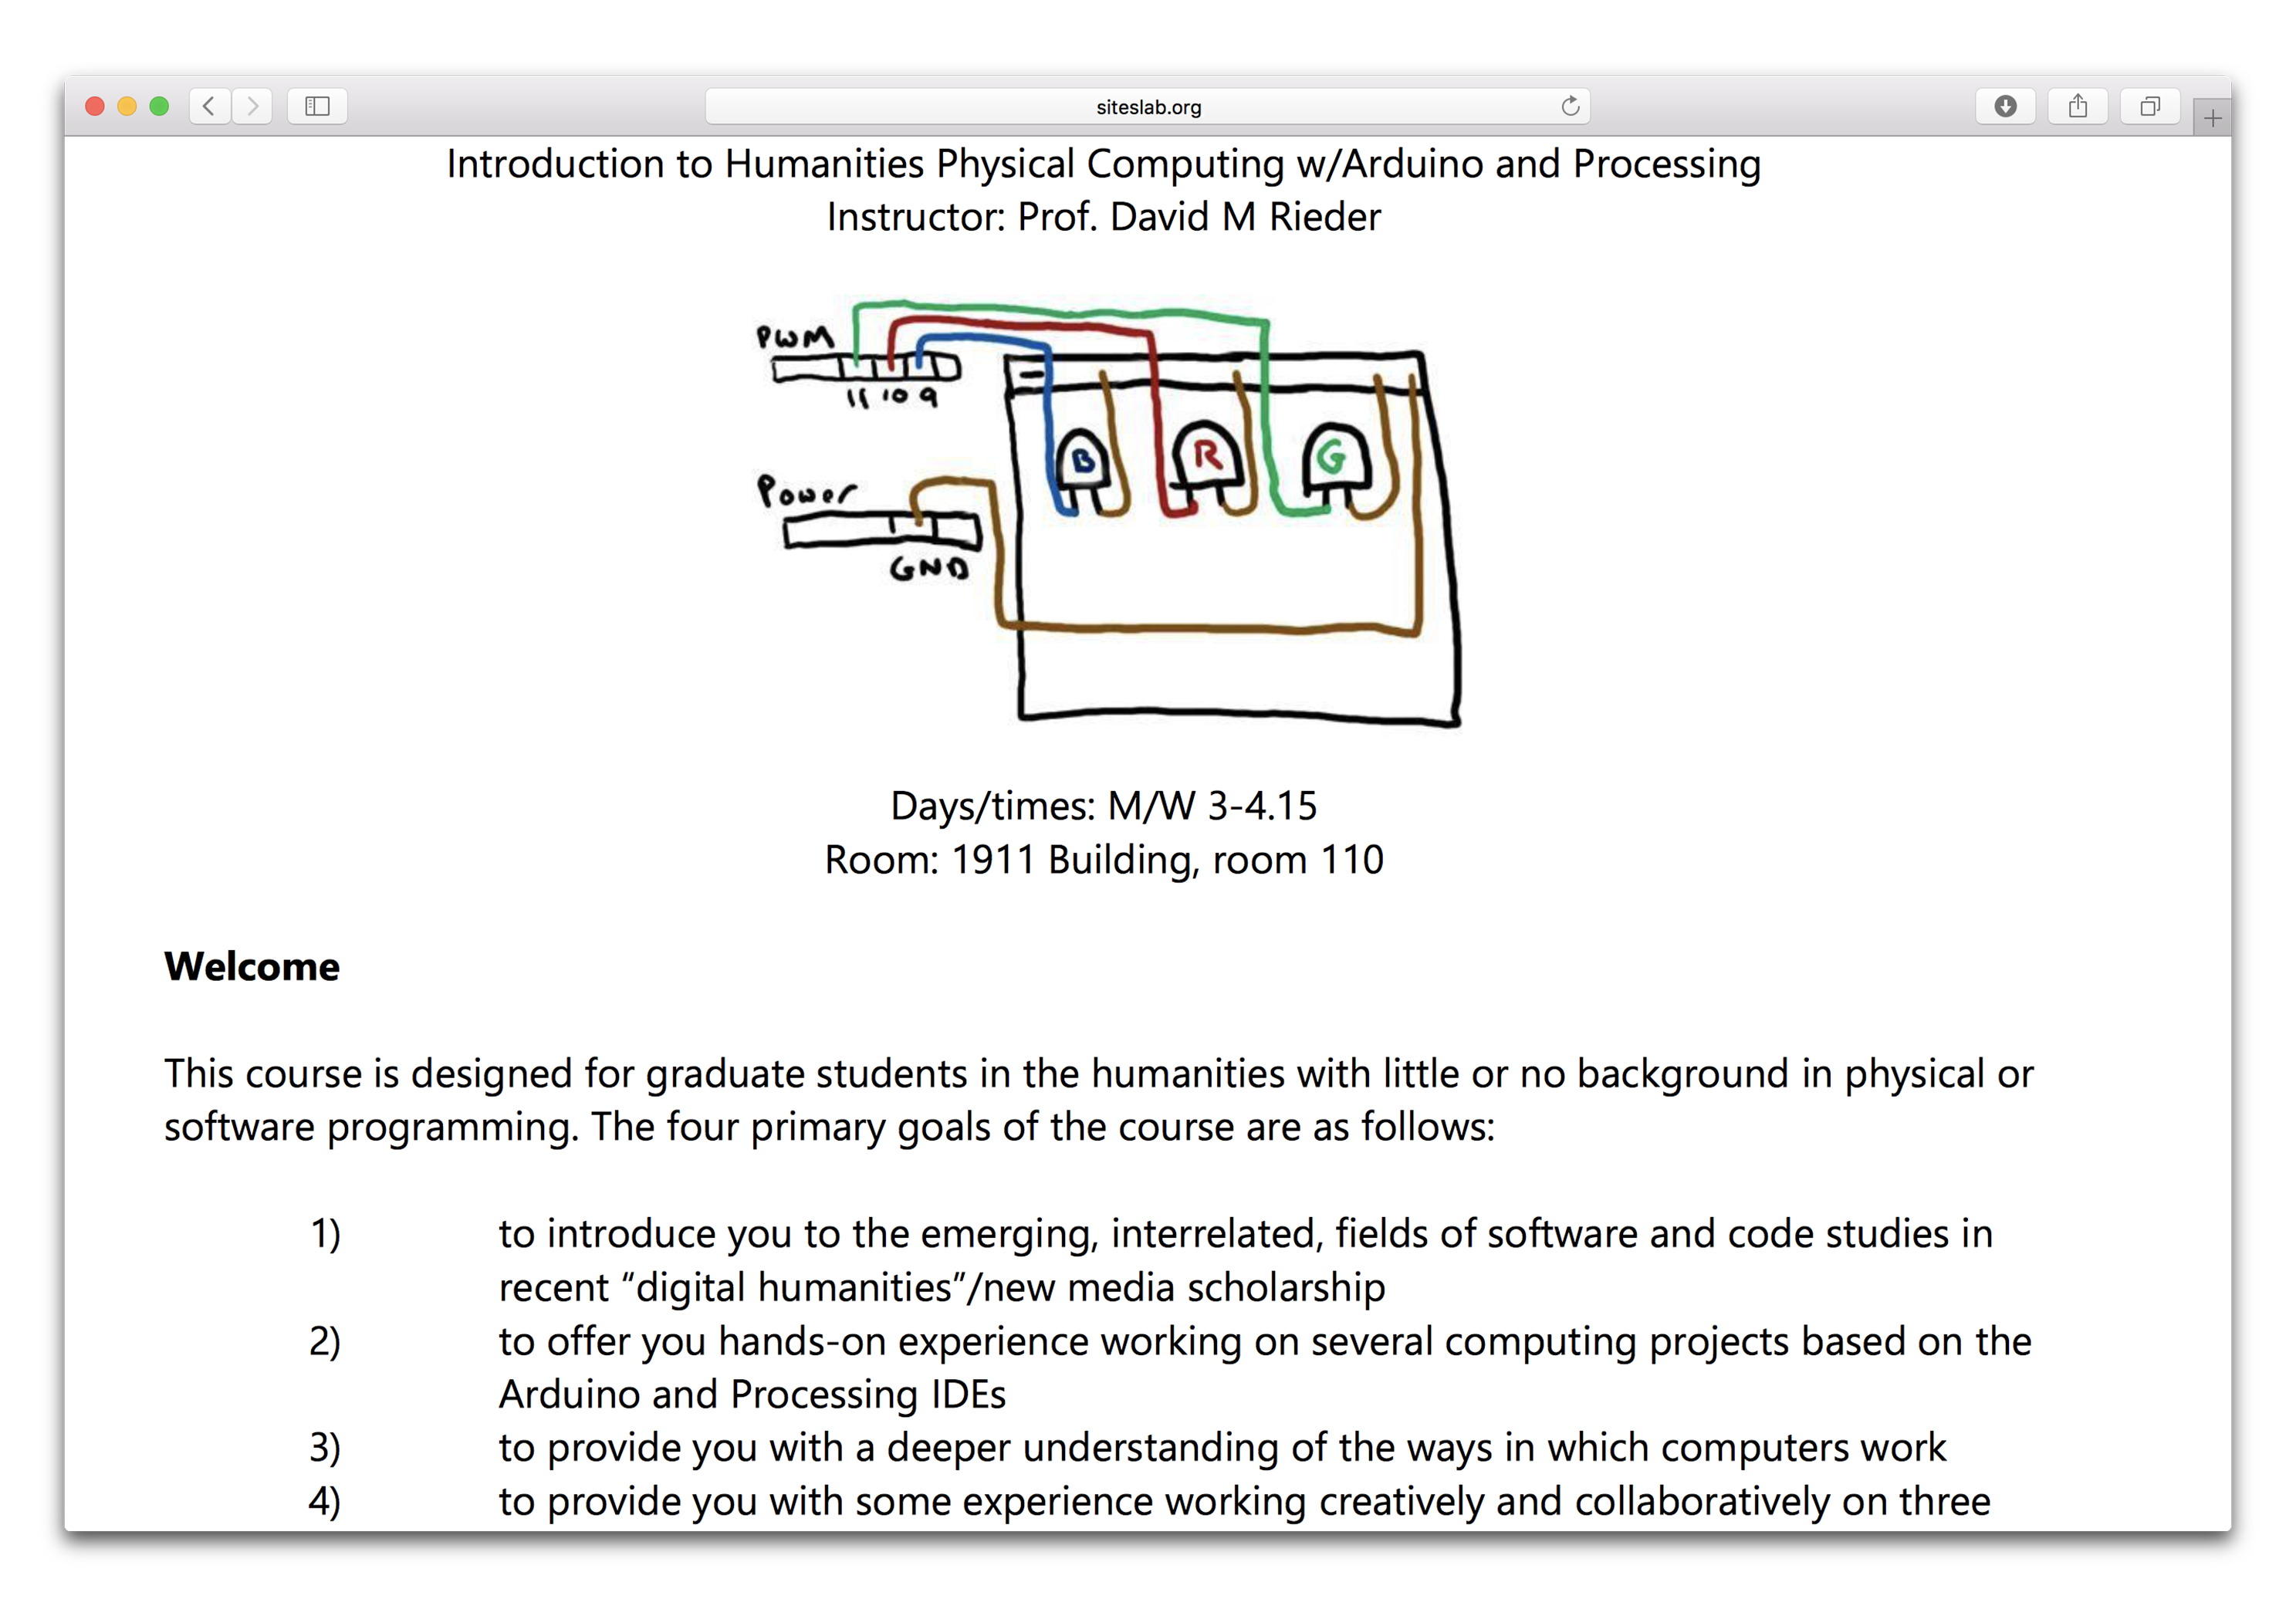 siteslab.org
Introduction to Humanities Physical Computing w/Arduino and Processing
Instructor: Prof. David M Rieder
PWM
11 10 9
B R G
Power
GND
Days/times: M/W 3-4.15
Room: 1911 Building, room 110
Welcome
This course is designed for graduate students in the humanities with little or no background in physical or
software programming. The four primary goals of the course are as follows:
1) to introduce you to the emerging, interrelated, fields of software and code studies in
recent “digital humanities”/new media scholarship
2) to offer you hands-on experience working on several computing projects based on the
Arduino and Processing IDEs
3) to provide you with a deeper understanding of the ways in which computers work
4) to provide you with some experience working creatively and collaboratively on three